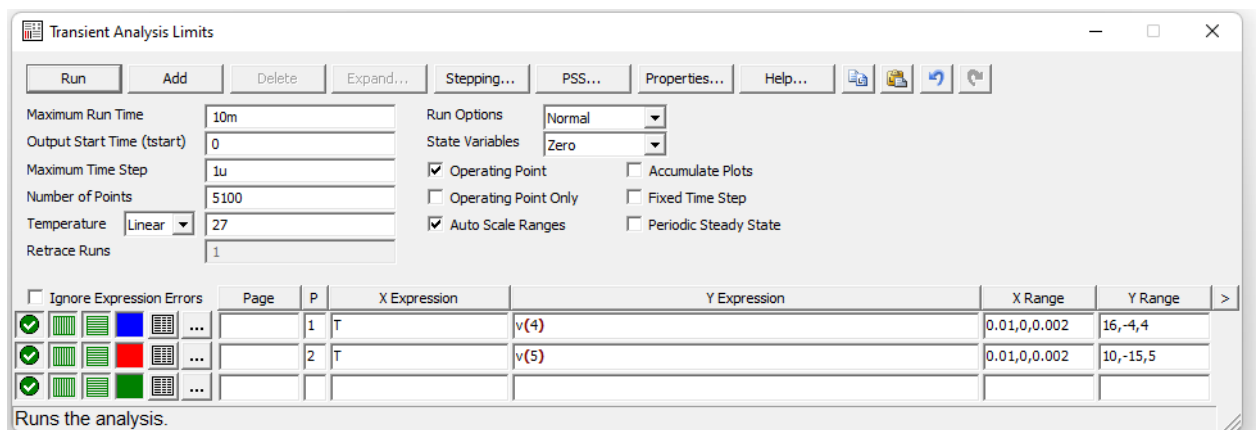 Transient Analysis Limits
Run Add Delete Expand... Stepping... PSS... Properties... Help...
Maximum Run Time 10m Run Options Normal
Output Start Time (tstart) 0 State Variables Zero
Maximum Time Step 1u Operating Point Accumulate Plots
Number of Points 5100 Operating Point Only Fixed Time Step
Temperature Linear 27 Auto Scale Ranges Periodic Steady State
Retrace Runs 1
Ignore Expression Errors Page P X Expression Y Expression X Range Y Range >
... 1 T v(4) 0.01,0,0.002 16,-4,4
... 2 T v(5) 0.01,0,0.002 10,-15,5
...
Runs the analysis.